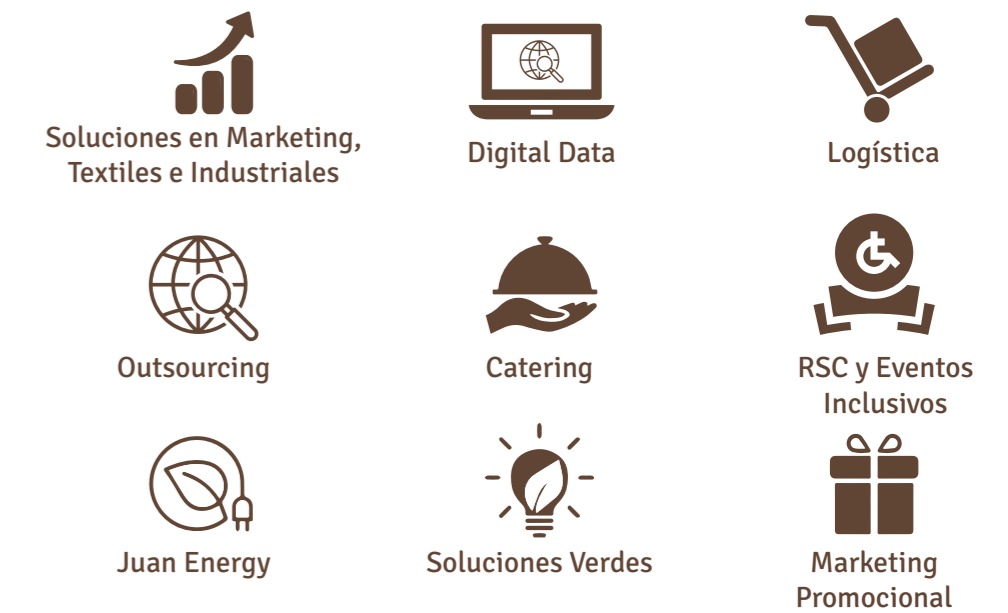 Soluciones en Marketing,
Textiles e Industriales
Digital Data
Logística
Outsourcing
Catering
RSC y Eventos
Inclusivos
Juan Energy
Soluciones Verdes
Marketing
Promocional